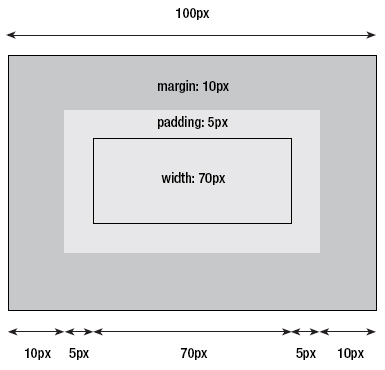 100px
margin: 10px
padding: 5px
width: 70px
10px 5px 70px 5px 10px